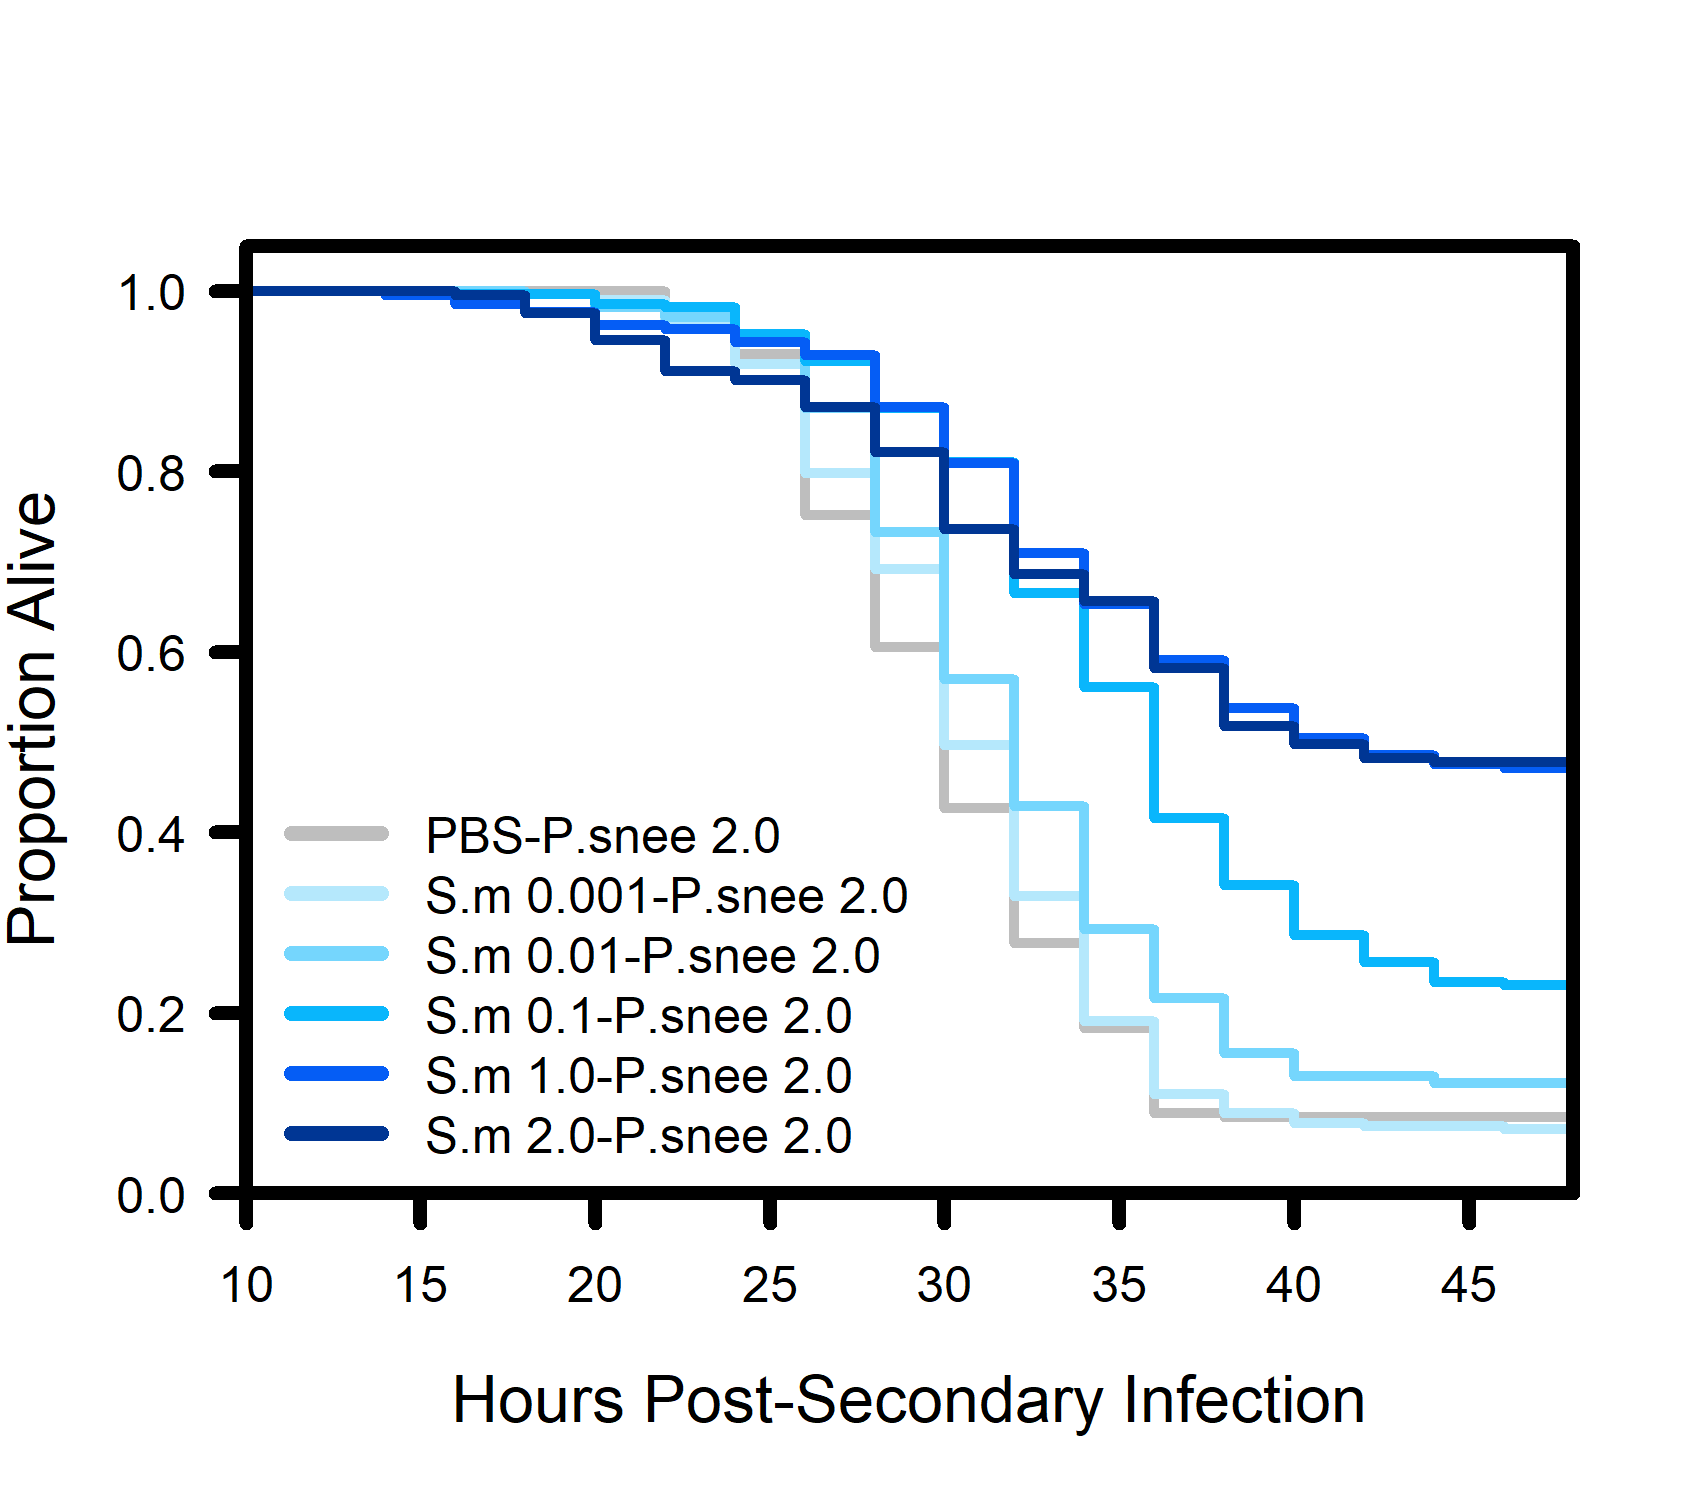 Proportion Alive
1.0
0.8
0.6
0.4
0.2
0.0
PBS-P.snee 2.0
S.m 0.001-P.snee 2.0
S.m 0.01-P.snee 2.0
S.m 0.1-P.snee 2.0
S.m 1.0-P.snee 2.0
S.m 2.0-P.snee 2.0
10 15 20 25 30 35 40 45
Hours Post-Secondary Infection